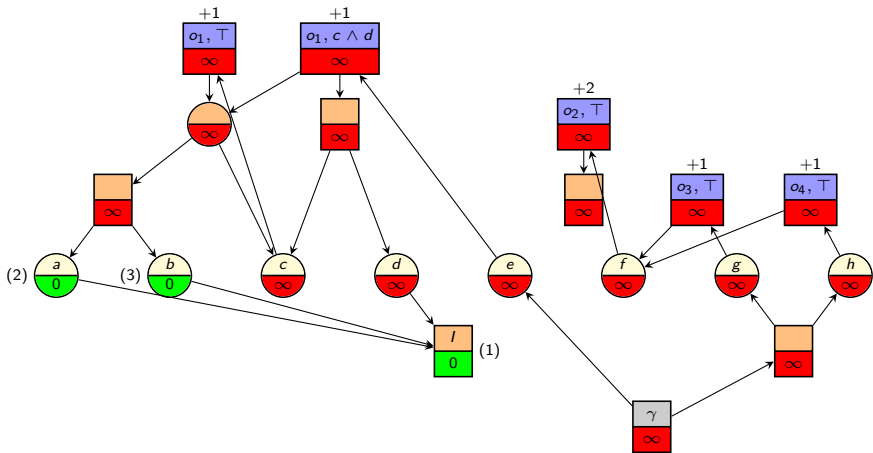 +1 +1
o₁, ⊤ o₁, c ∧ d
∞ ∞
+2
o₂, ⊤
∞ ∞ ∞
+1 +1
o₃, ⊤ o₄, ⊤
∞ ∞ ∞ ∞
(2) a (3) b c d e f g h
0 0 ∞ ∞ ∞ ∞ ∞ ∞
I (1)
0 ∞
γ
∞